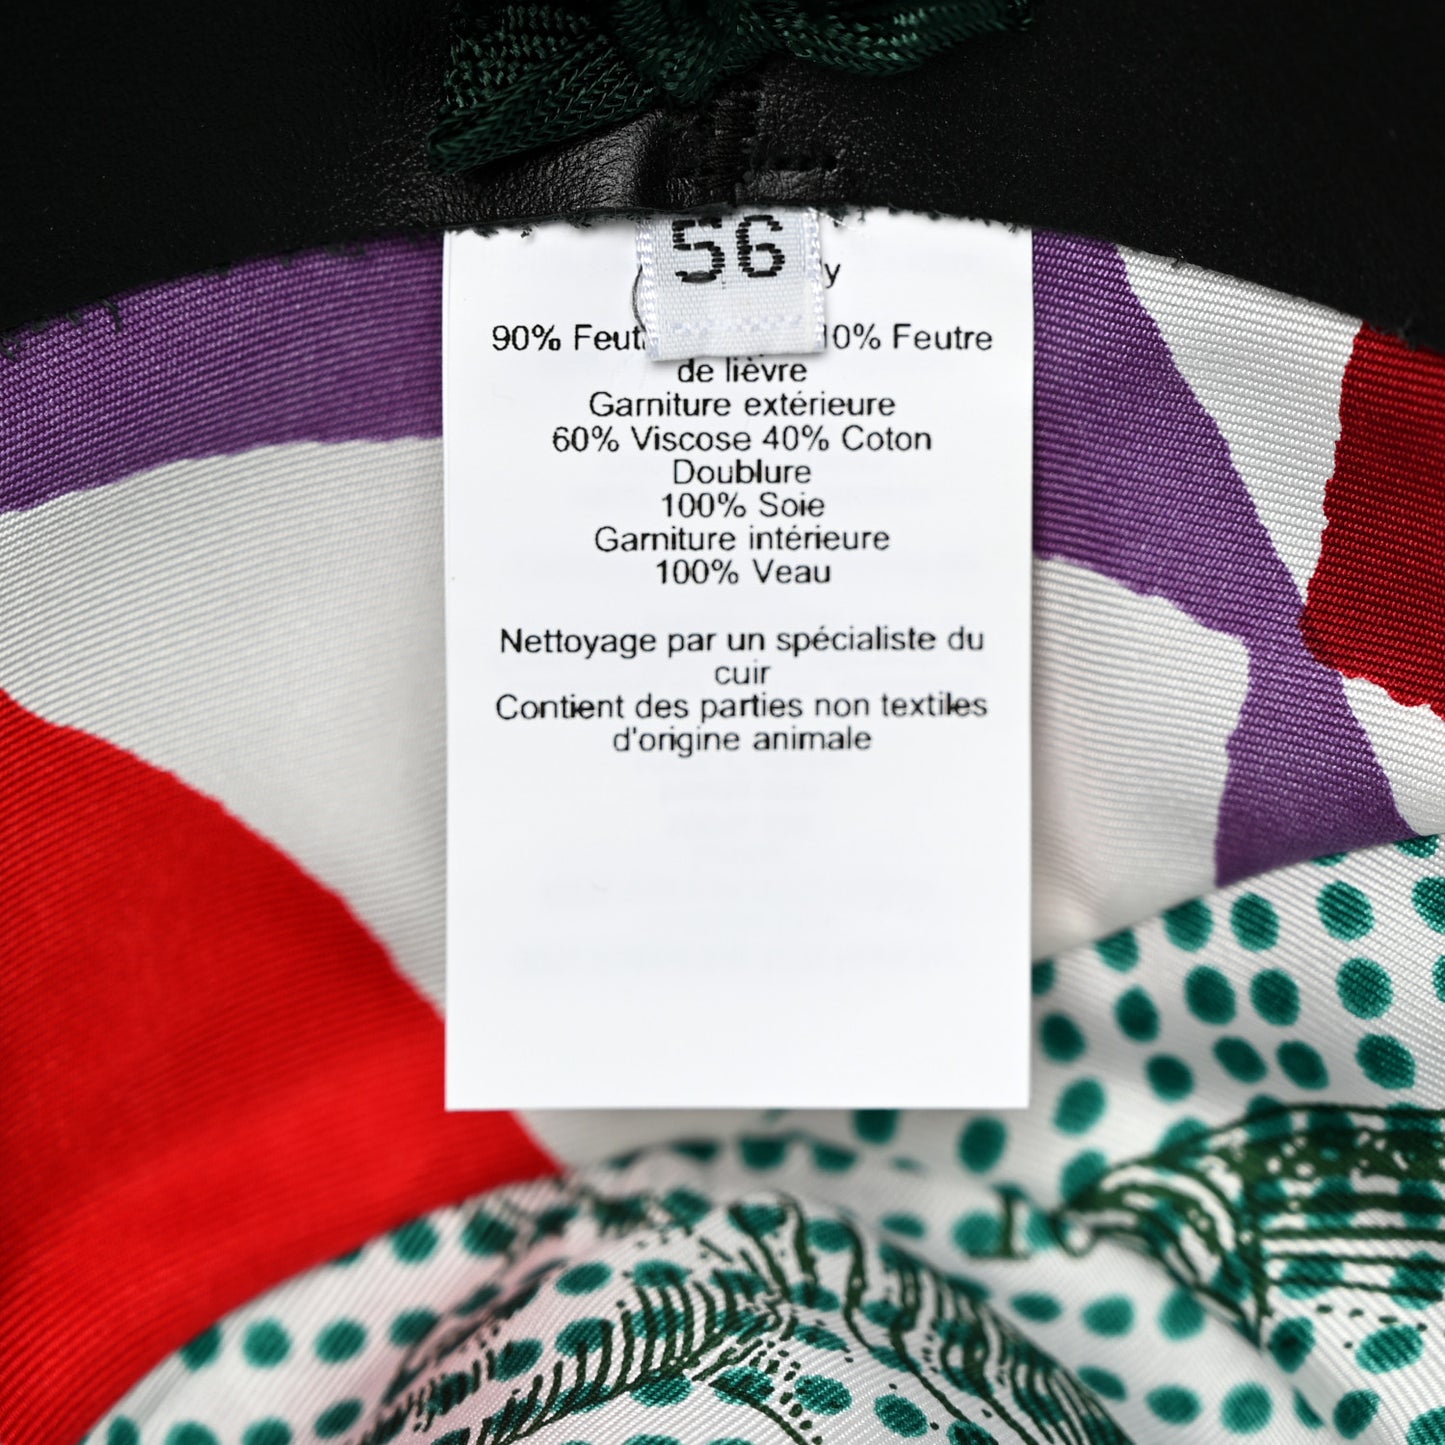 56
90% 10% Feutre
de lièvre
Garniture extérieure
60% Viscose 40% Coton
Doublure
100% Soie
Garniture intérieure
100% Veau
Nettoyage par un spécialiste du
cuir
Contient des parties non textiles
d'origine animale